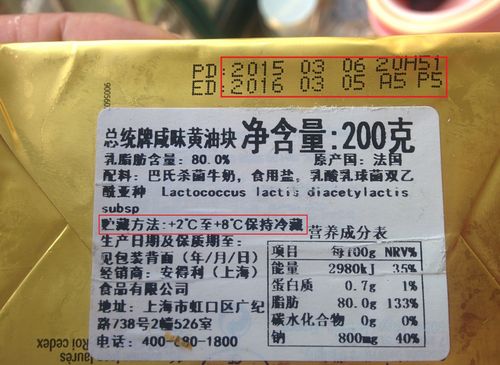 PD:2015 03 06 20H51
ED:2016 03 05 A5 P5
总统牌咸味黄油块 净含量:200克
乳脂肪含量: 80.0% 原产国: 法国
配料: 巴氏杀菌牛奶, 食用盐, 乳酸乳球菌双乙
酰亚种 Lactococcus lactis diacetylactis
subsp
贮藏方法:+2℃至+8℃保持冷藏
生产日期及保质期至:
见包装背面 (年/月/日)
经销商: 安得利 (上海)
食品有限公司
地址: 上海市虹口区广纪
路738号2幢526室
电话: 400-1800
营养成分表
项目 每100g NRV%
能量 2980kJ 35%
蛋白质 0.7g 1%
脂肪 80.0g 133%
碳水化合物 0g 0%
钠 800mg 40%
laurès
Roi cedex